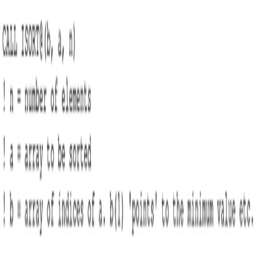 CALL ISORT@(b, a, n)
! n = number of elements
! a = array to be sorted
! b = array of indices of a. b(1) 'points' to the minimum value etc.